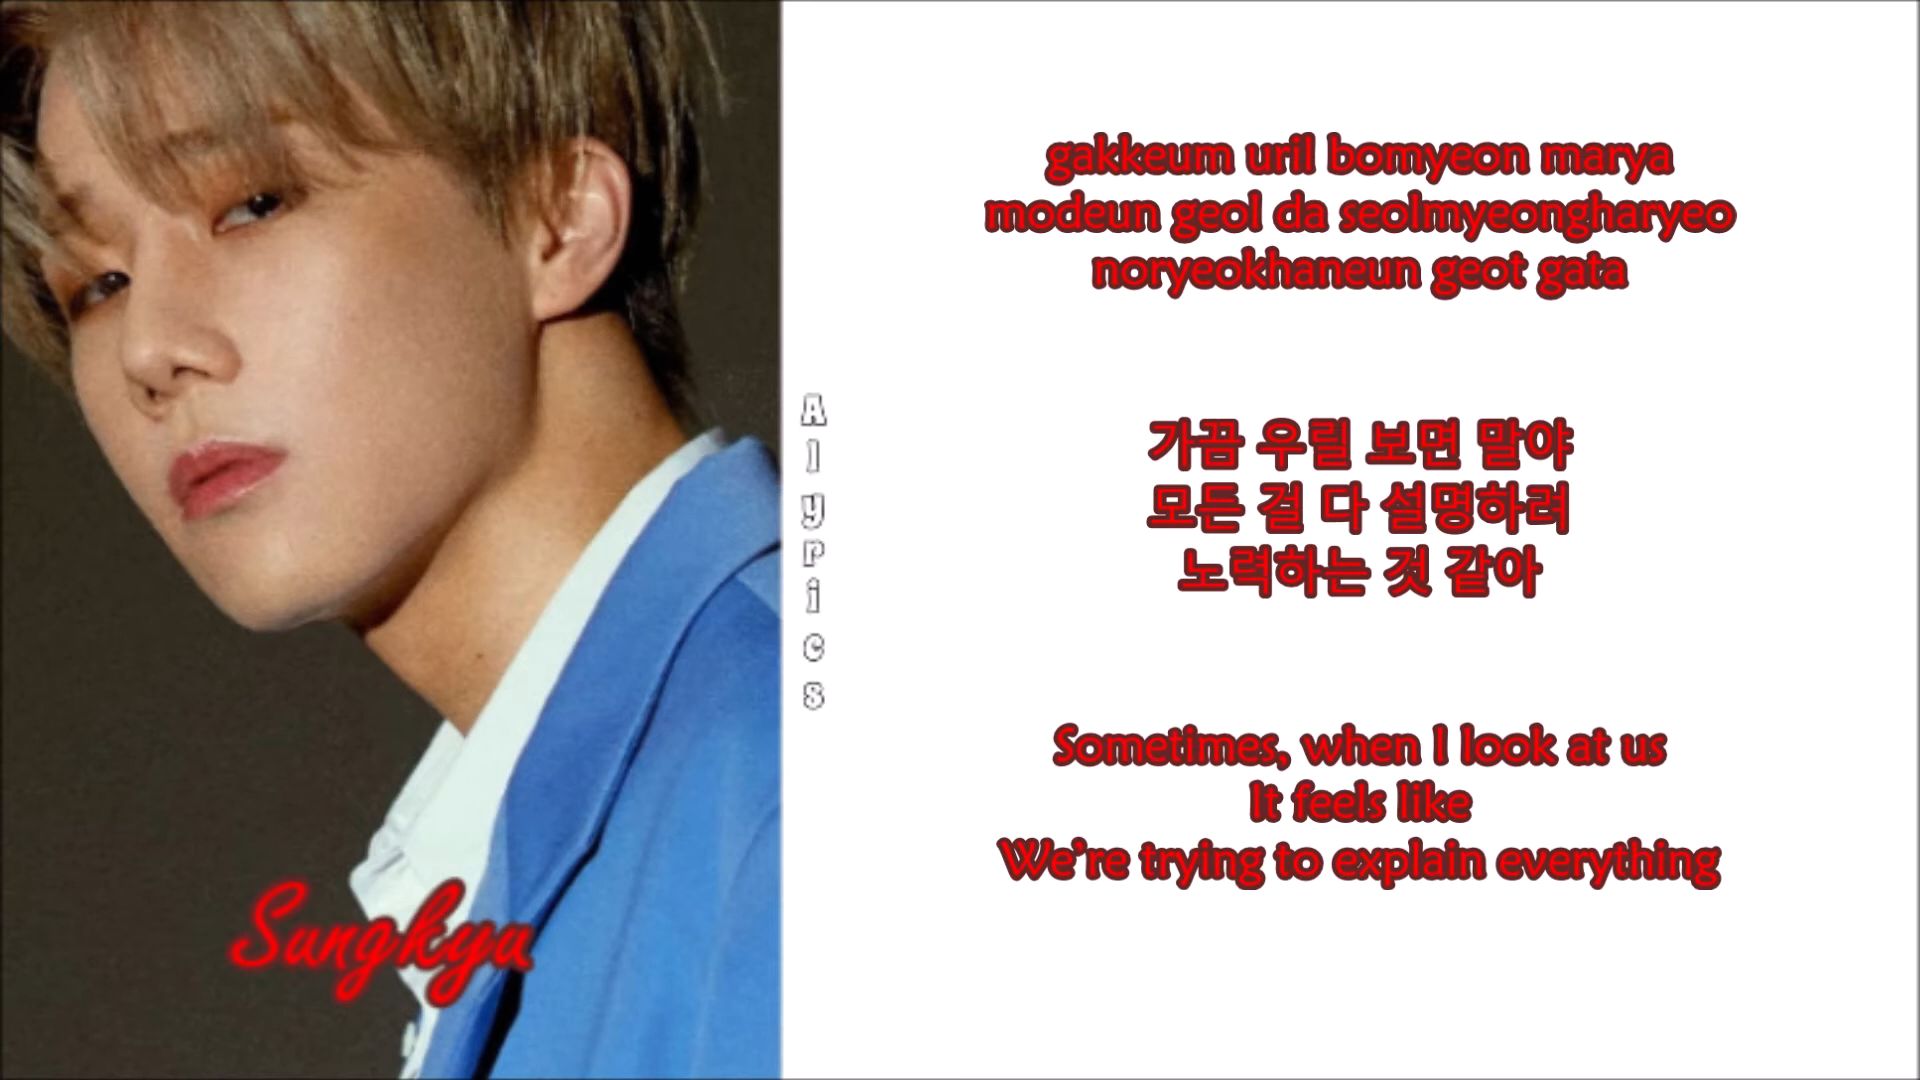 gakkeum uril bomyeon marya
modeun geol da seolmyeongharyeo
noryeokhaneun geot gata
가끔 우릴 보면 말야
모든 걸 다 설명하려
노력하는 것 같아
Sometimes, when I look at us
It feels like
We're trying to explain everything
Alyrics
Sungkyu